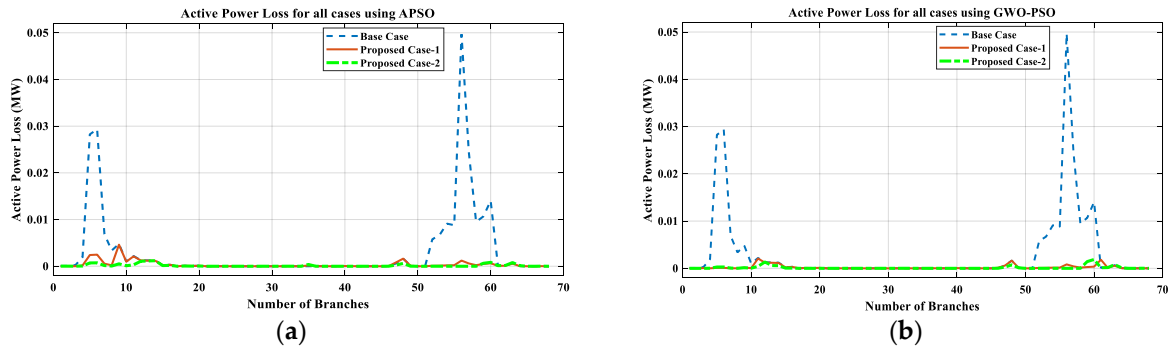 Active Power Loss for all cases using APSO
Base Case
Proposed Case-1
Proposed Case-2
Active Power Loss (MW)
0.05
0.04
0.03
0.02
0.01
0
0 10 20 30 40 50 60 70
Number of Branches
(a)
Active Power Loss for all cases using GWO-PSO
Base Case
Proposed Case-1
Proposed Case-2
Active Power Loss (MW)
0.05
0.04
0.03
0.02
0.01
0
0 10 20 30 40 50 60 70
Number of Branches
(b)